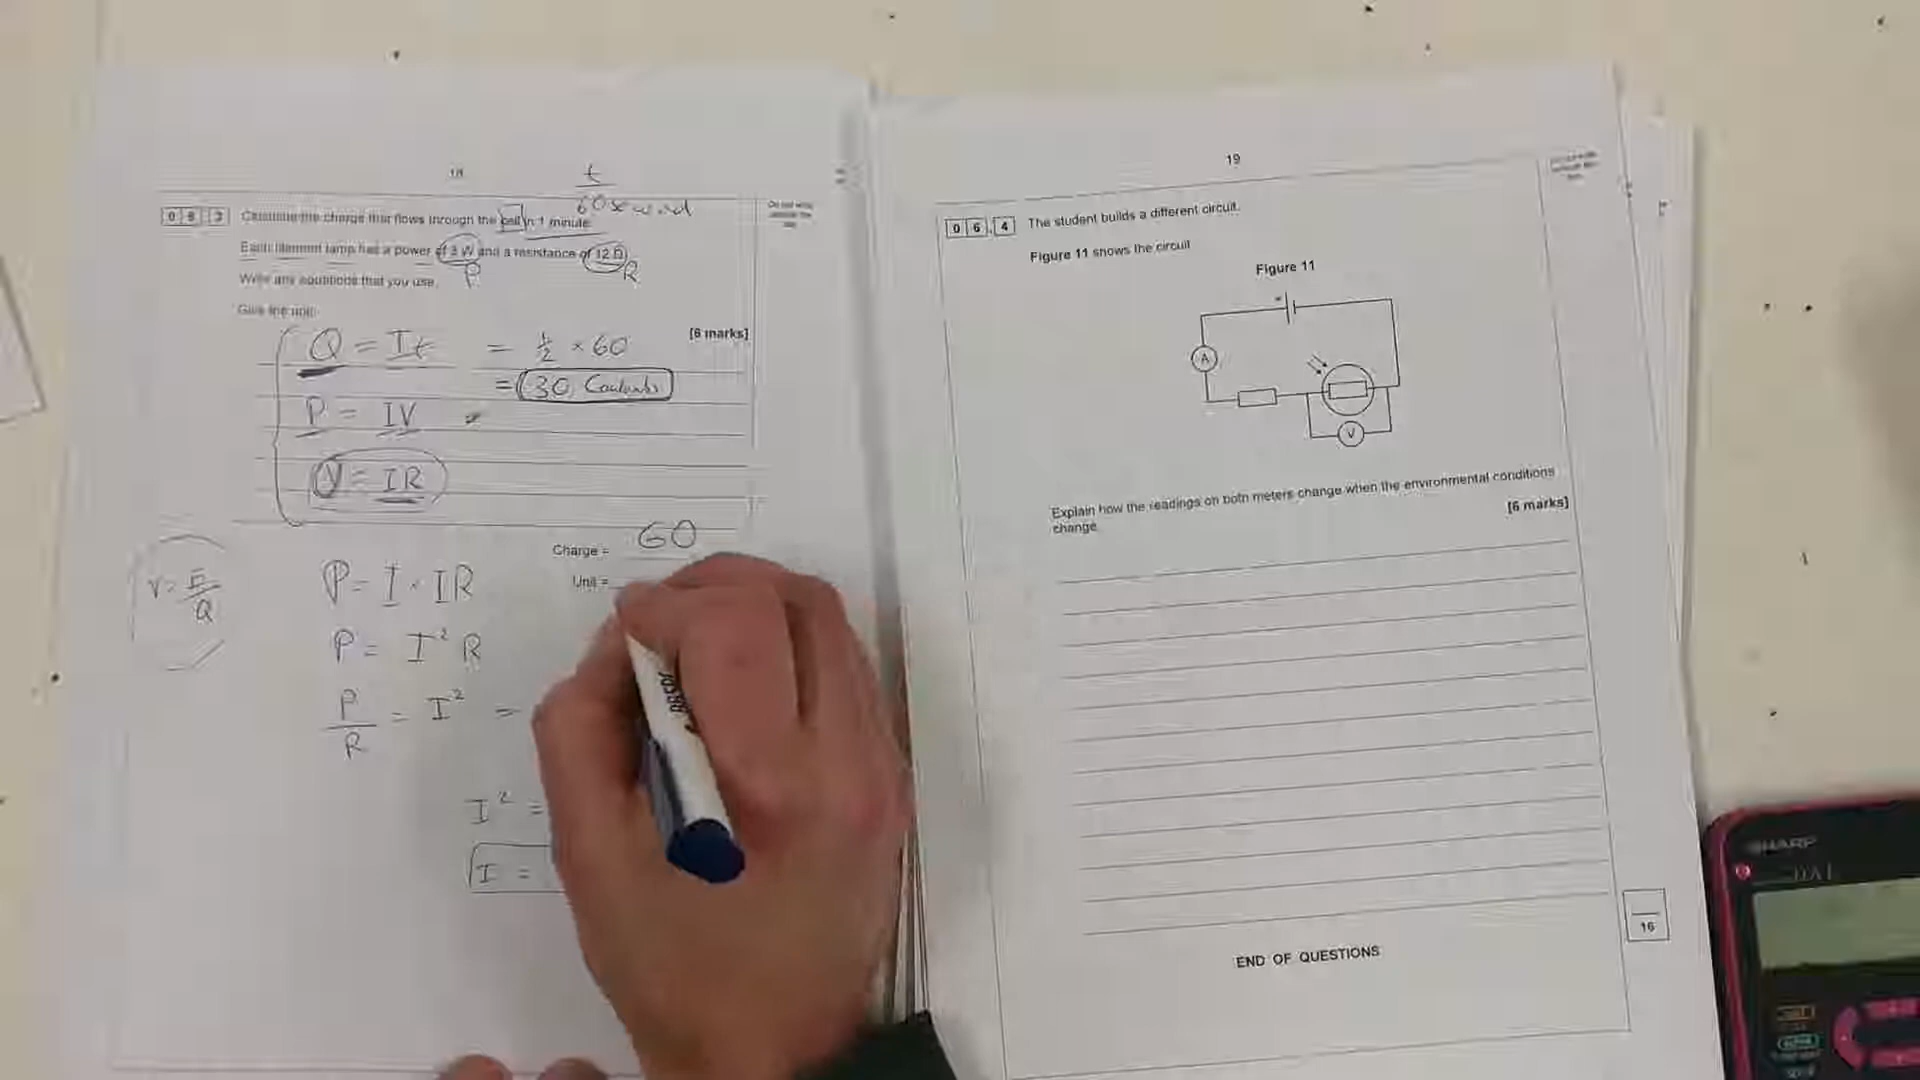 18
t
60 second
0 6 3 Calculate the charge that flows through the cell in 1 minute.
Each filament lamp has a power of 3 W and a resistance of 12 Ω
P R
Write any equations that you use.
Give the unit.
[6 marks]
Q = It = 1/2 × 60
= 30 Coulombs
P = IV
V = IR
Charge = 60
Unit =
V = E/Q
P = I × IR
P = I² R
P/R = I² =
I² =
I =
19
0 6 . 4 The student builds a different circuit.
Figure 11 shows the circuit
Figure 11
A
V
Explain how the readings on both meters change when the environmental conditions
change.
[6 marks]
END OF QUESTIONS
16
SHARP